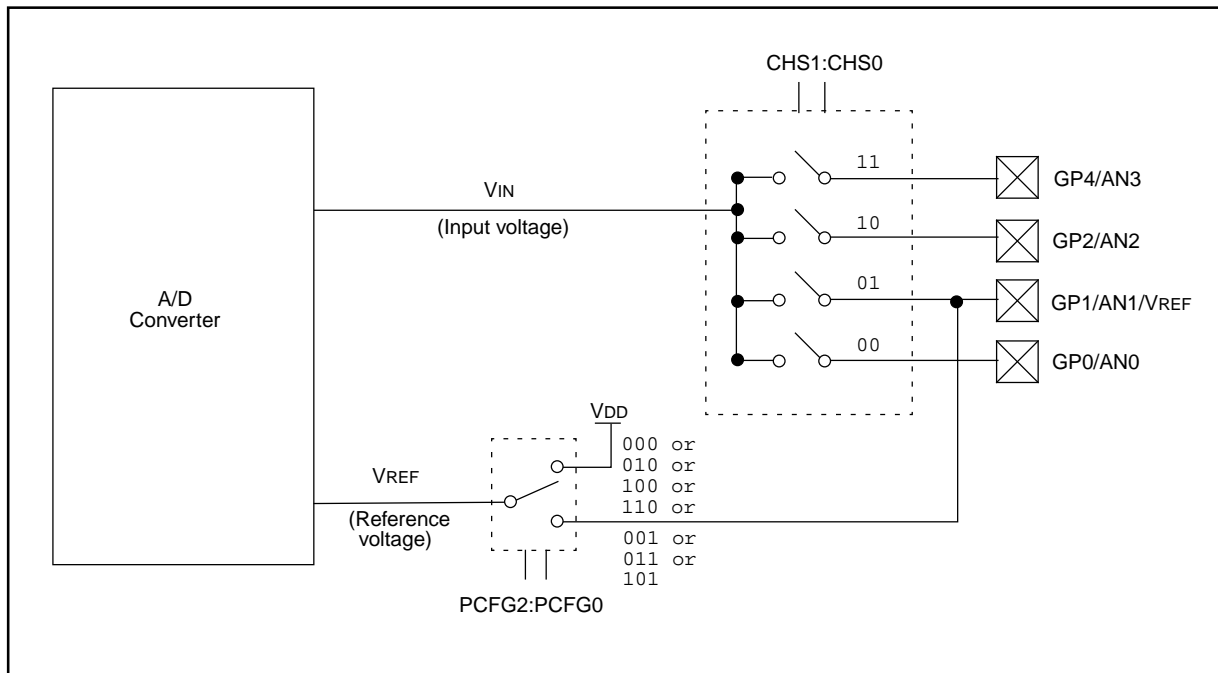 CHS1:CHS0
11
GP4/AN3
VIN
(Input voltage)
10
GP2/AN2
A/D
Converter
01
GP1/AN1/VREF
00
GP0/AN0
VDD
000 or
010 or
100 or
110 or
001 or
011 or
101
VREF
(Reference
voltage)
PCFG2:PCFG0